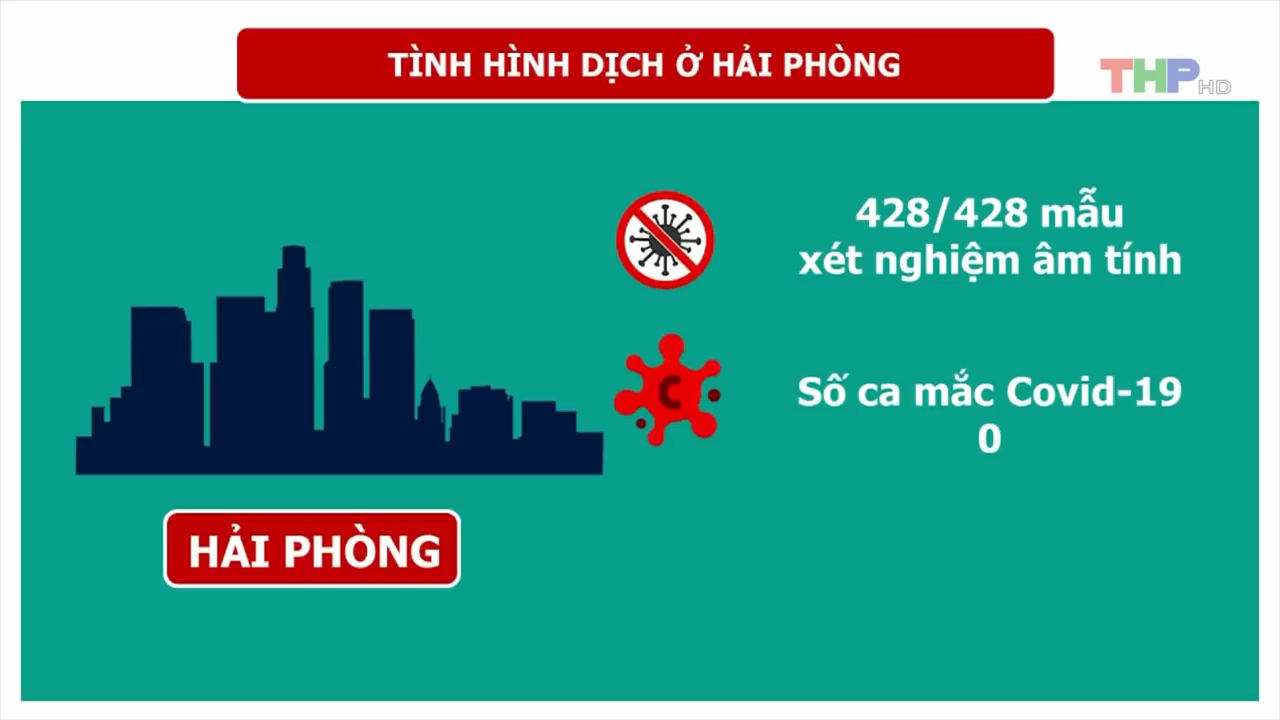 TÌNH HÌNH DỊCH Ở HẢI PHÒNG
THP HD
428/428 mẫu
xét nghiệm âm tính
Số ca mắc Covid-19
0
HẢI PHÒNG